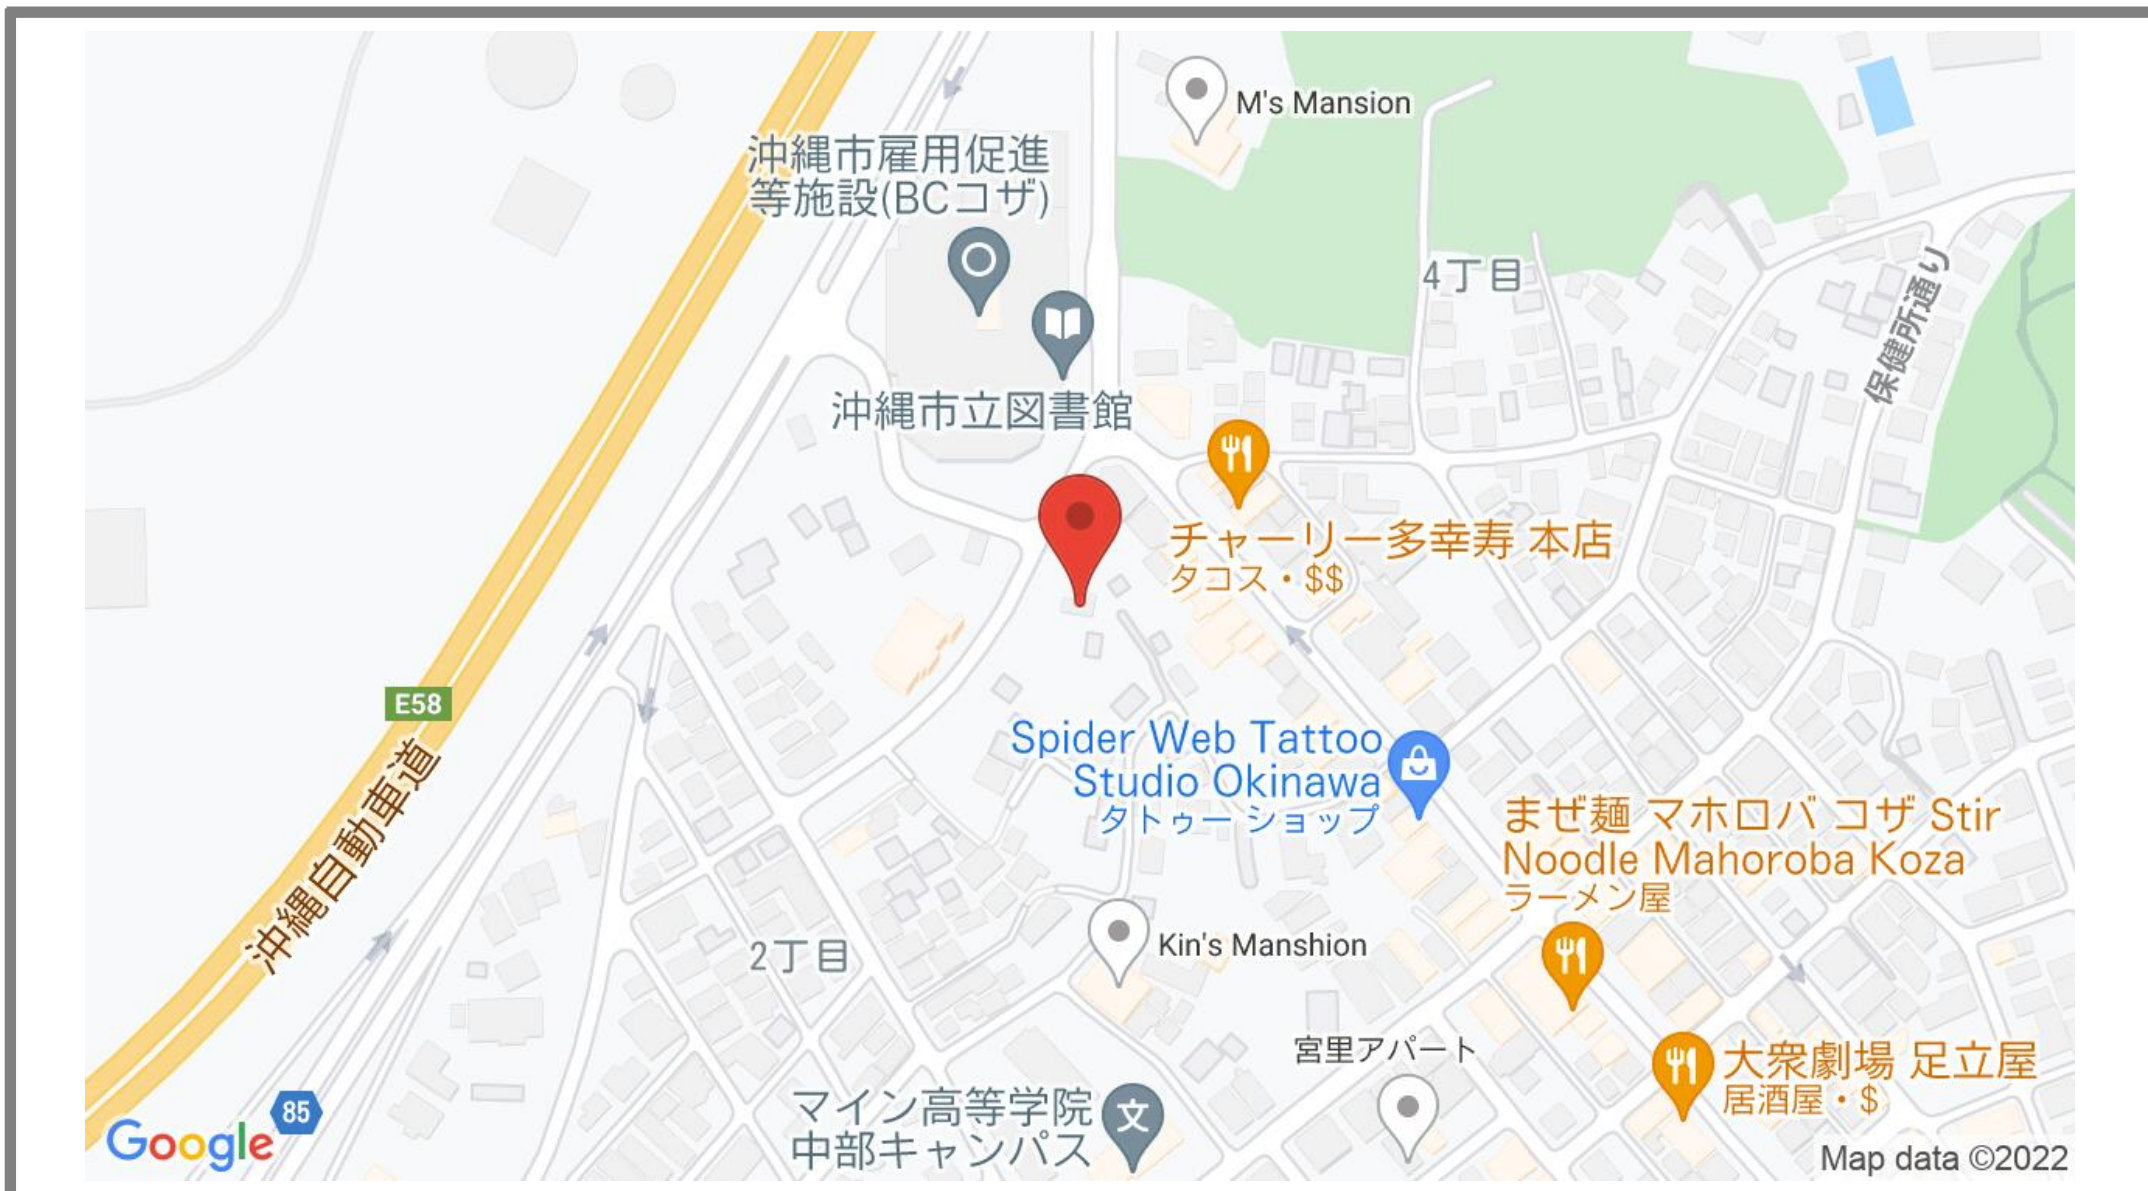 M's Mansion
沖縄市雇用促進
等施設(BCコザ)
4丁目
保健所通り
沖縄市立図書館
チャーリー多幸寿 本店
タコス・$$
E58
沖縄自動車道
Spider Web Tattoo
Studio Okinawa
タトゥー ショップ
まぜ麺 マホロバ コザ Stir
Noodle Mahoroba Koza
ラーメン屋
2丁目
Kin's Manshion
宮里アパート
大衆劇場 足立屋
居酒屋・$
マイン高等学院
中部キャンパス
文
85
Google
Map data ©2022